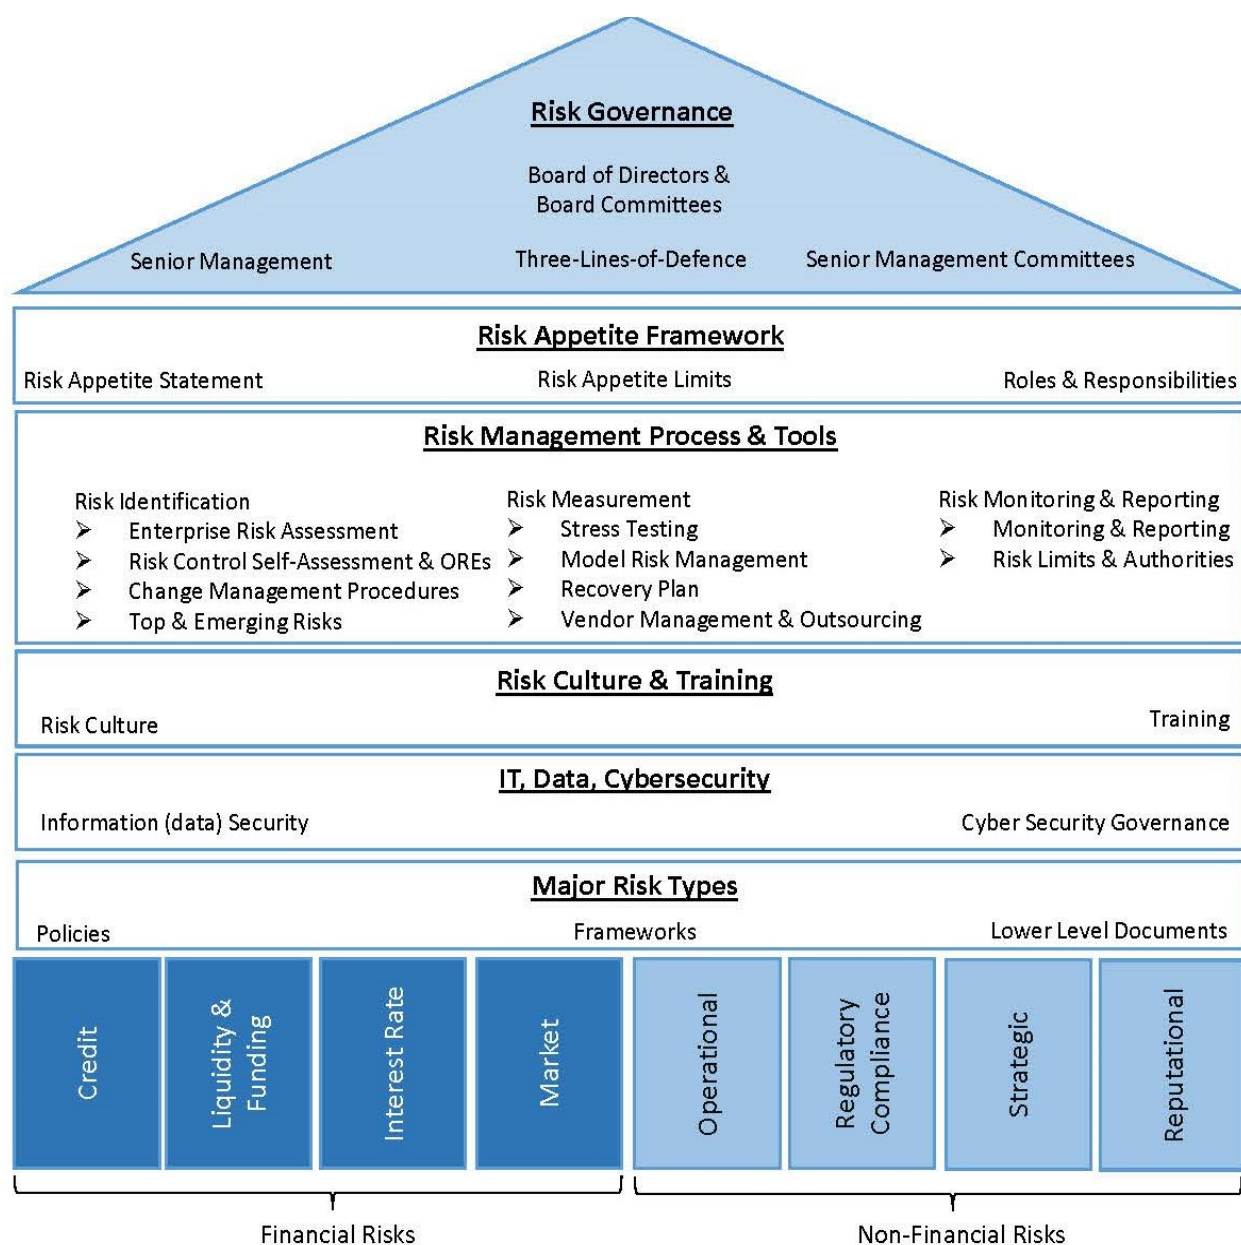 Risk Governance
Board of Directors &
Board Committees
Senior Management
Three-Lines-of-Defence
Senior Management Committees
Risk Appetite Framework
Risk Appetite Statement
Risk Appetite Limits
Roles & Responsibilities
Risk Management Process & Tools
Risk Identification
➢ Enterprise Risk Assessment
➢ Risk Control Self-Assessment & OREs
➢ Change Management Procedures
➢ Top & Emerging Risks
Risk Measurement
➢ Stress Testing
➢ Model Risk Management
➢ Recovery Plan
➢ Vendor Management & Outsourcing
Risk Monitoring & Reporting
➢ Monitoring & Reporting
➢ Risk Limits & Authorities
Risk Culture & Training
Risk Culture
Training
IT, Data, Cybersecurity
Information (data) Security
Cyber Security Governance
Major Risk Types
Policies
Frameworks
Lower Level Documents
Credit
Liquidity &
Funding
Interest Rate
Market
Operational
Regulatory
Compliance
Strategic
Reputational
Financial Risks
Non-Financial Risks